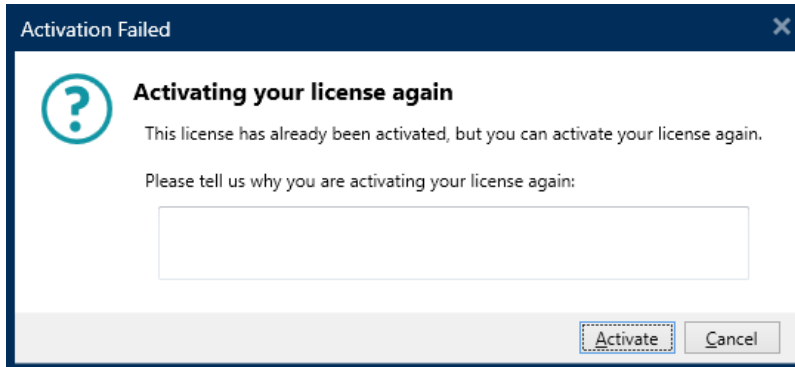 Activation Failed
Activating your license again
This license has already been activated, but you can activate your license again.
Please tell us why you are activating your license again:
Activate Cancel